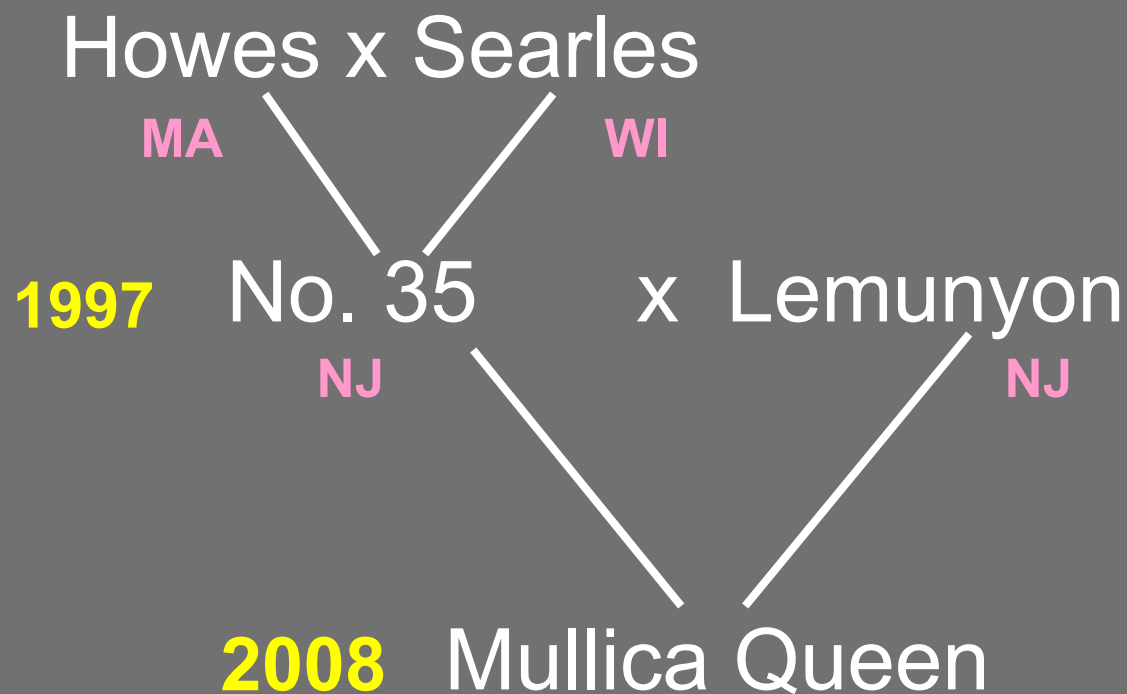 Howes x Searles
MA WI
1997 No. 35 x Lemunyon
NJ NJ
2008 Mullica Queen